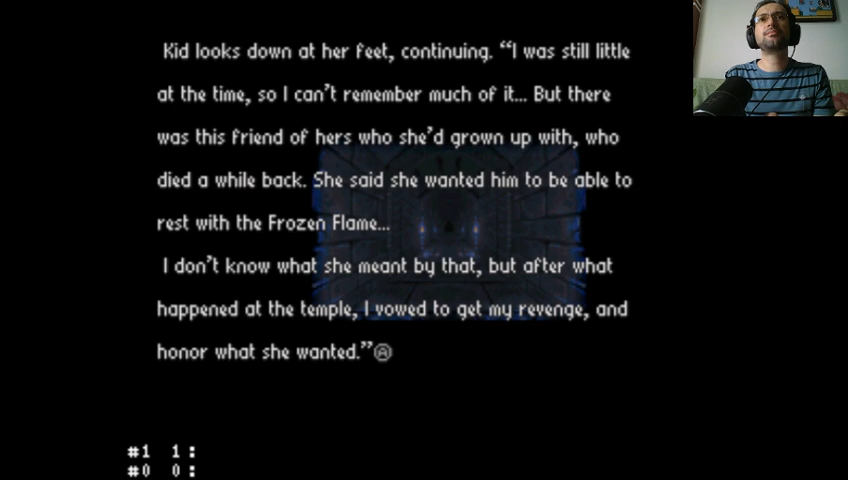 Kid looks down at her feet, continuing. “I was still little
at the time, so I can’t remember much of it... But there
was this friend of hers who she’d grown up with, who
died a while back. She said she wanted him to be able to
rest with the Frozen Flame...
I don’t know what she meant by that, but after what
happened at the temple, I vowed to get my revenge, and
honor what she wanted.”Ⓐ
#1 1:
#0 0: